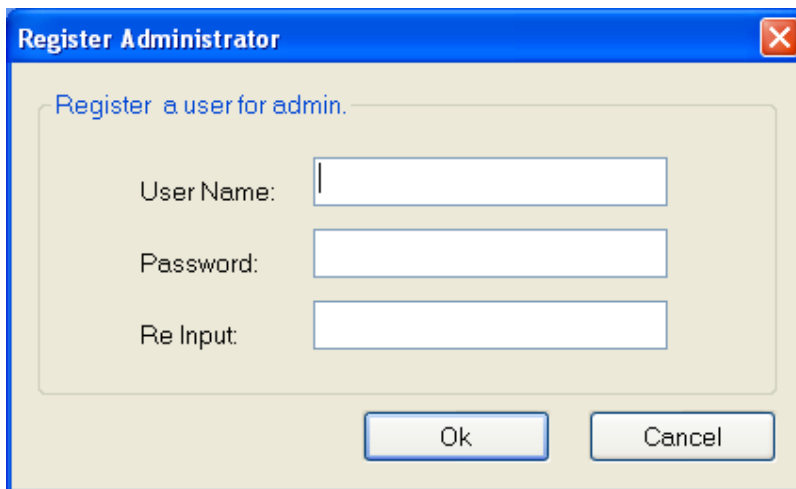 Register Administrator
Register a user for admin.
User Name:
Password:
Re Input:
Ok Cancel